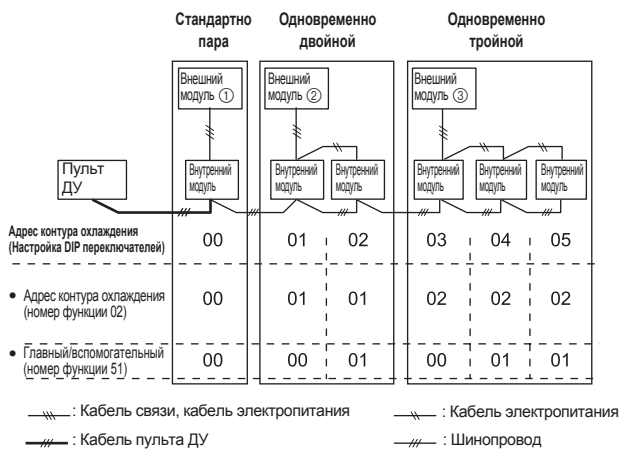 Стандартно
пара
Одновременно
двойной
Одновременно
тройной
Внешний
модуль ①
Внешний
модуль ②
Внешний
модуль ③
Пульт
ДУ
Внутренний
модуль
Внутренний
модуль
Внутренний
модуль
Внутренний
модуль
Внутренний
модуль
Внутренний
модуль
Адрес контура охлаждения
(Настройка DIP переключателей)
00 01 02 03 04 05
• Адрес контура охлаждения
(номер функции 02)
00 01 01 02 02 02
• Главный/вспомогательный
(номер функции 51)
00 00 01 00 01 01
: Кабель связи, кабель электропитания
: Кабель электропитания
: Кабель пульта ДУ
: Шинопровод